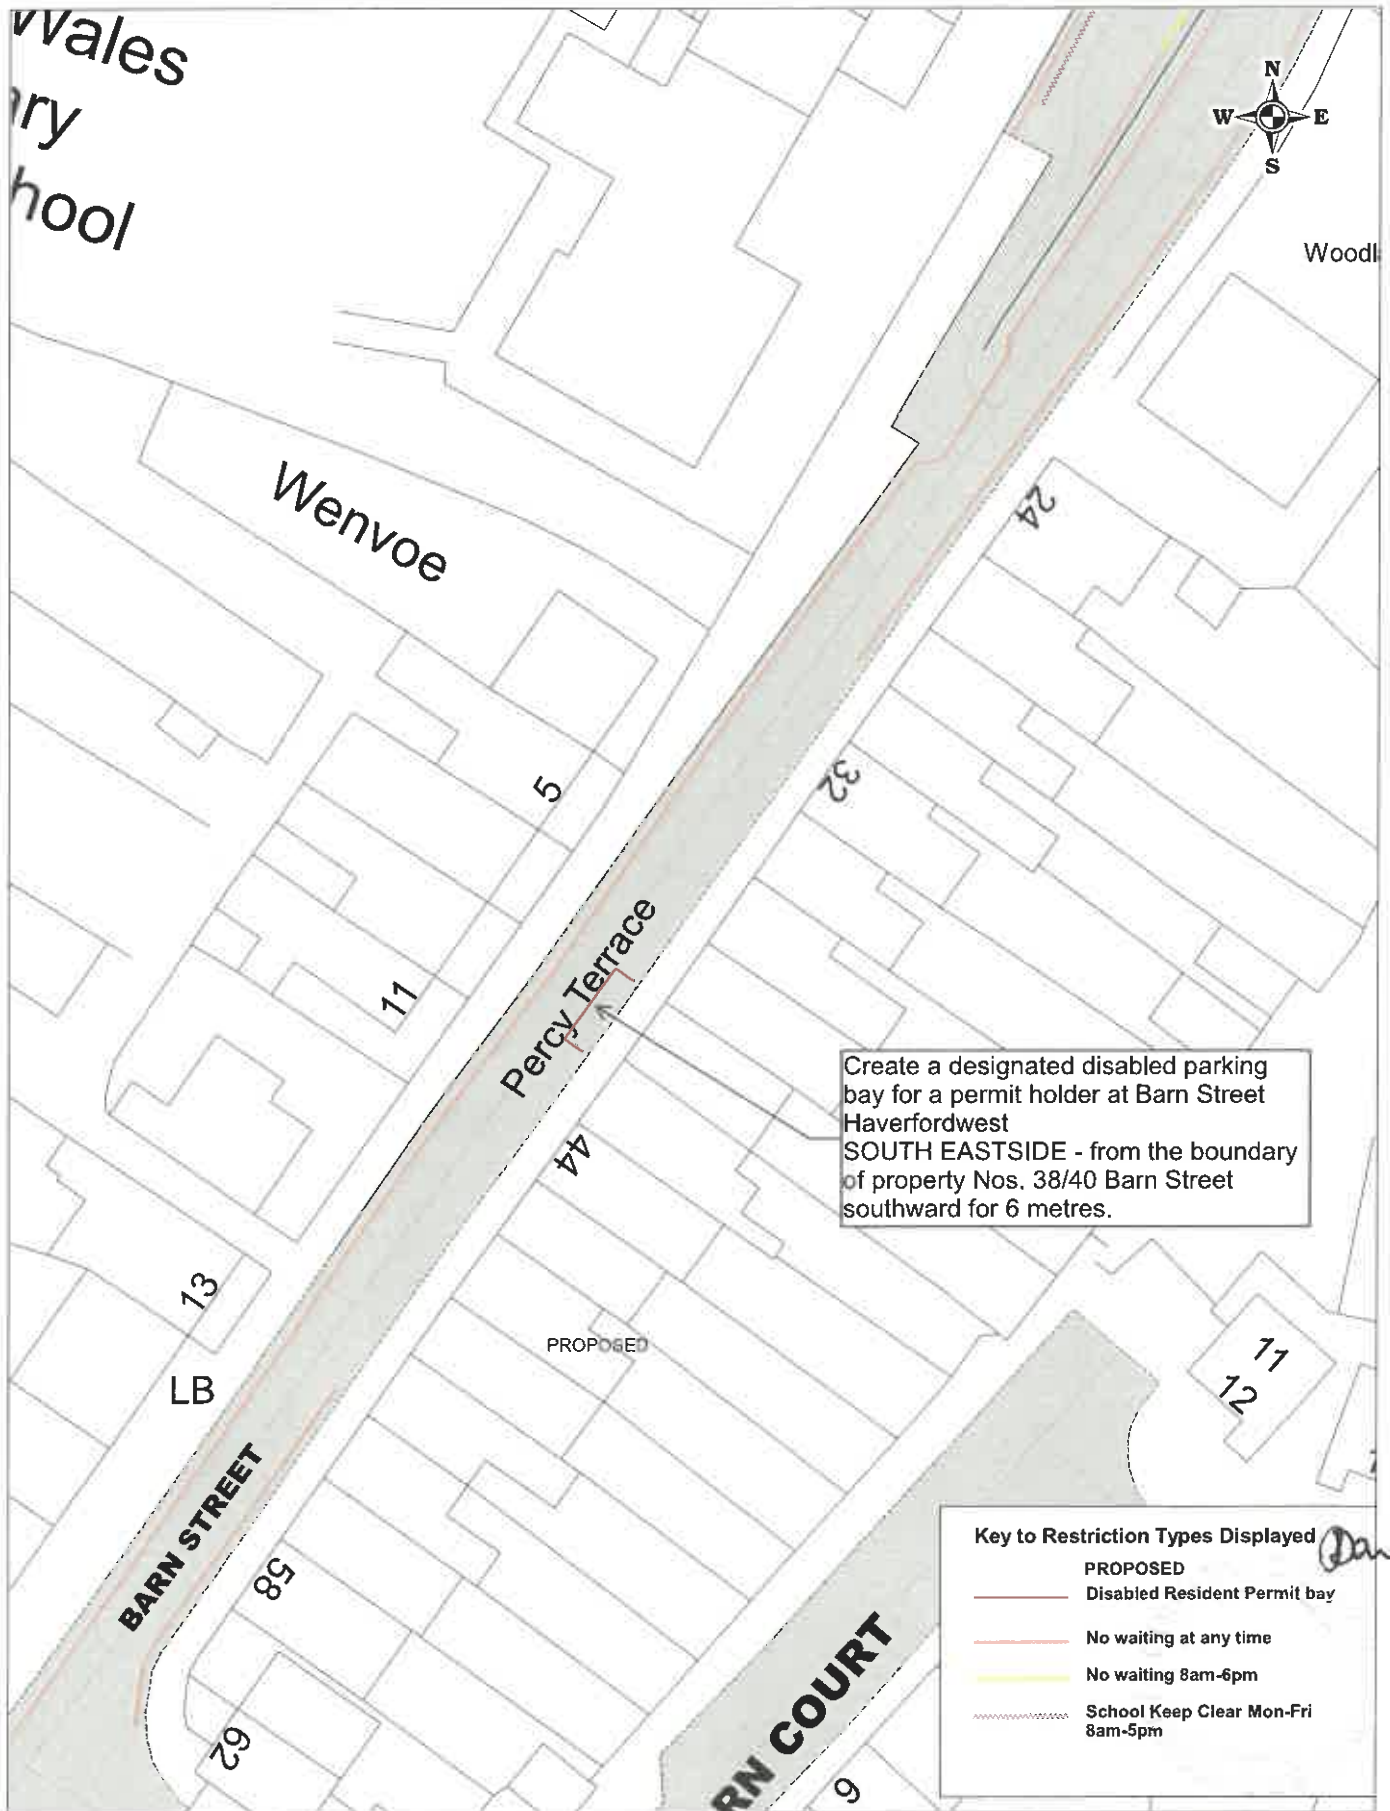 Wales
ry
hool
N
W E
S
Woodl
Wenvoe
24
5
32
Percy Terrace
11
Create a designated disabled parking
bay for a permit holder at Barn Street
Haverfordwest
SOUTH EASTSIDE - from the boundary
of property Nos. 38/40 Barn Street
southward for 6 metres.
44
13
PROPOSED
11
12
LB
BARN STREET
58
Key to Restriction Types Displayed
PROPOSED
Disabled Resident Permit bay
No waiting at any time
No waiting 8am-6pm
School Keep Clear Mon-Fri
8am-5pm
RN COURT
62
6